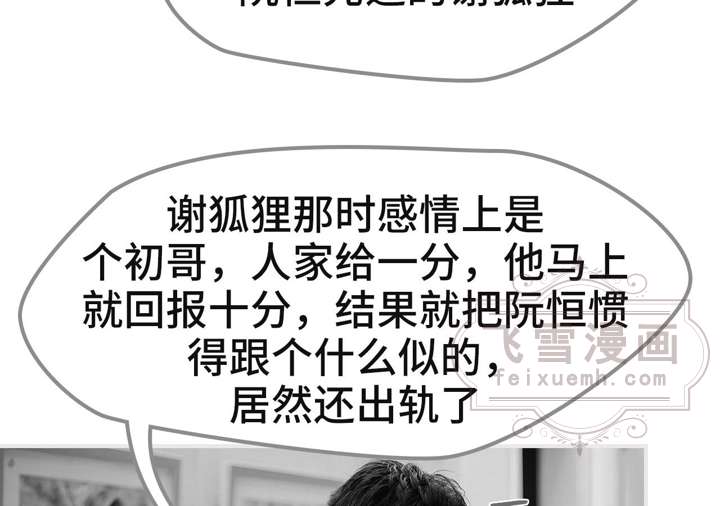 谢狐狸那时感情上是
个初哥，人家给一分，他马上
就回报十分，结果就把阮恒惯
得跟个什么似的，
居然还出轨了
飞雪漫画
feixuemh.com